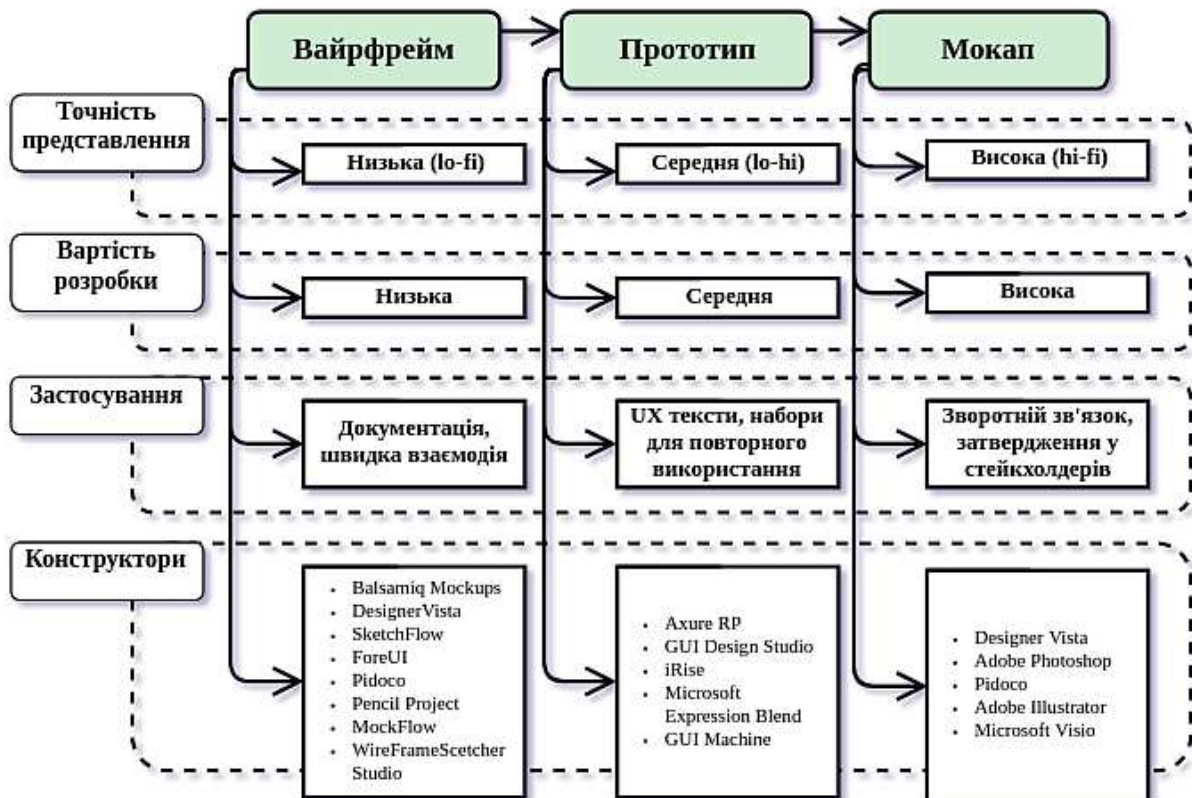 Вайрфрейм
Прототип
Мокап
Точність
представлення
Низька (lo-fi)
Середня (lo-hi)
Висока (hi-fi)
Вартість
розробки
Низька
Середня
Висока
Застосування
Документація,
швидка взаємодія
UX тексти, набори
для повторного
використання
Зворотній зв'язок,
затвердження у
стейкхолдерів
Конструктори
• Balsamiq Mockups
• DesignerVista
• SketchFlow
• ForeUI
• Pidoco
• Pencil Project
• MockFlow
• WireFrameScetcher
Studio
• Axure RP
• GUI Design Studio
• iRise
• Microsoft
Expression Blend
• GUI Machine
• Designer Vista
• Adobe Photoshop
• Pidoco
• Adobe Illustrator
• Microsoft Visio